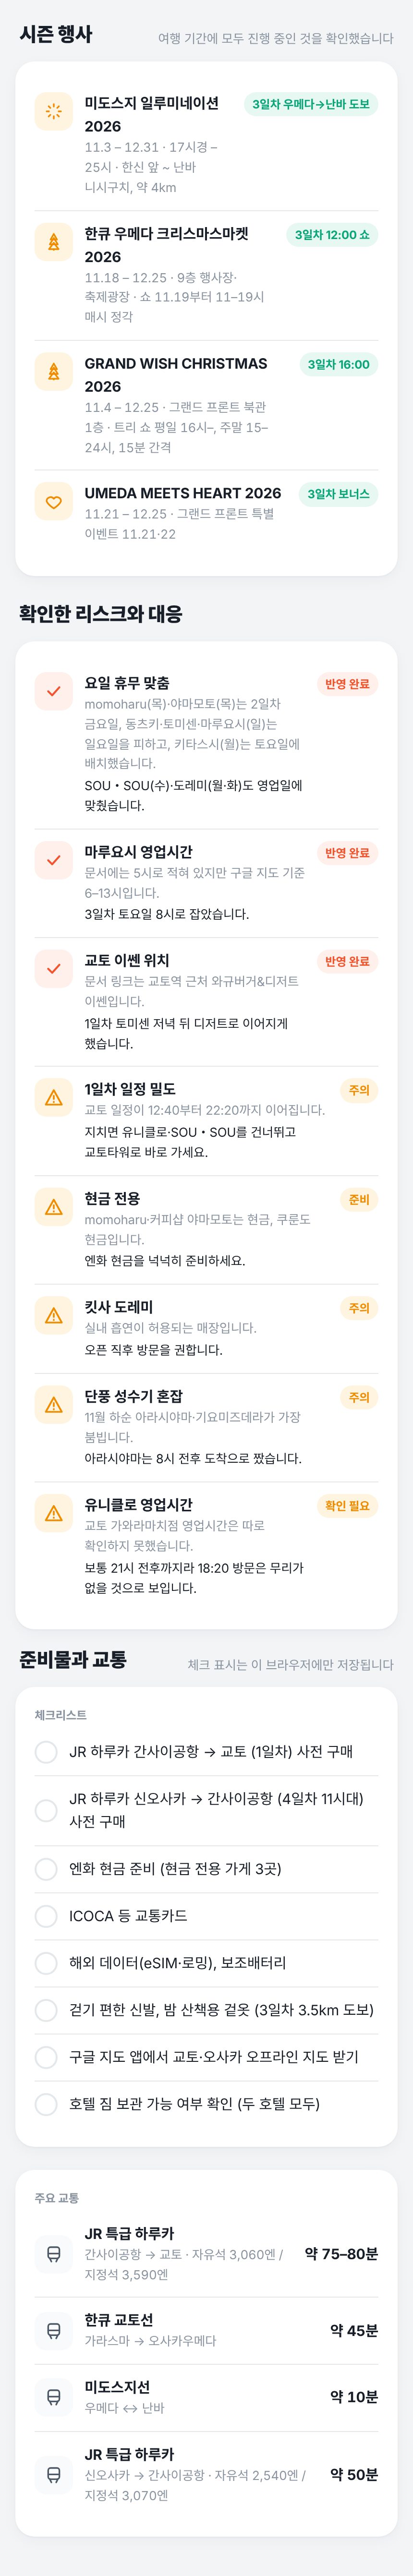 시즌 행사
여행 기간에 모두 진행 중인 것을 확인했습니다
미도스지 일루미네이션
2026
3일차 우메다→난바 도보
11.3 – 12.31 · 17시경 –
25시 · 한신 앞 ~ 난바
니시구치, 약 4km
한큐 우메다 크리스마스마켓
2026
3일차 12:00 쇼
11.18 – 12.25 · 9층 행사장·
축제광장 · 쇼 11.19부터 11–19시
매시 정각
GRAND WISH CHRISTMAS
2026
3일차 16:00
11.4 – 12.25 · 그랜드 프론트 북관
1층 · 트리 쇼 평일 16시–, 주말 15–
24시, 15분 간격
UMEDA MEETS HEART 2026
3일차 보너스
11.21 – 12.25 · 그랜드 프론트 특별
이벤트 11.21·22
확인한 리스크와 대응
요일 휴무 맞춤
반영 완료
momoharu(목)·야마모토(목)는 2일차
금요일, 동츠키·토미센·마루요시(일)는
일요일을 피하고, 키타스시(월)는 토요일에
배치했습니다.
SOU・SOU(수)·도레미(월·화)도 영업일에
맞췄습니다.
마루요시 영업시간
반영 완료
문서에는 5시로 적혀 있지만 구글 지도 기준
6–13시입니다.
3일차 토요일 8시로 잡았습니다.
교토 이쎈 위치
반영 완료
문서 링크는 교토역 근처 와규버거&디저트
이쎈입니다.
1일차 토미센 저녁 뒤 디저트로 이어지게
했습니다.
1일차 일정 밀도
주의
교토 일정이 12:40부터 22:20까지 이어집니다.
지치면 유니클로·SOU・SOU를 건너뛰고
교토타워로 바로 가세요.
현금 전용
준비
momoharu·커피샵 야마모토는 현금, 쿠룬도
현금입니다.
엔화 현금을 넉넉히 준비하세요.
킷사 도레미
주의
실내 흡연이 허용되는 매장입니다.
오픈 직후 방문을 권합니다.
단풍 성수기 혼잡
주의
11월 하순 아라시야마·기요미즈데라가 가장
붐빕니다.
아라시야마는 8시 전후 도착으로 짰습니다.
유니클로 영업시간
확인 필요
교토 가와라마치점 영업시간은 따로
확인하지 못했습니다.
보통 21시 전후까지라 18:20 방문은 무리가
없을 것으로 보입니다.
준비물과 교통
체크 표시는 이 브라우저에만 저장됩니다
체크리스트
JR 하루카 간사이공항 → 교토 (1일차) 사전 구매
JR 하루카 신오사카 → 간사이공항 (4일차 11시대)
사전 구매
엔화 현금 준비 (현금 전용 가게 3곳)
ICOCA 등 교통카드
해외 데이터(eSIM·로밍), 보조배터리
걷기 편한 신발, 밤 산책용 겉옷 (3일차 3.5km 도보)
구글 지도 앱에서 교토·오사카 오프라인 지도 받기
호텔 짐 보관 가능 여부 확인 (두 호텔 모두)
주요 교통
JR 특급 하루카
간사이공항 → 교토 · 자유석 3,060엔 /
지정석 3,590엔
약 75–80분
한큐 교토선
가라스마 → 오사카우메다
약 45분
미도스지선
우메다 ↔ 난바
약 10분
JR 특급 하루카
신오사카 → 간사이공항 · 자유석 2,540엔 /
지정석 3,070엔
약 50분